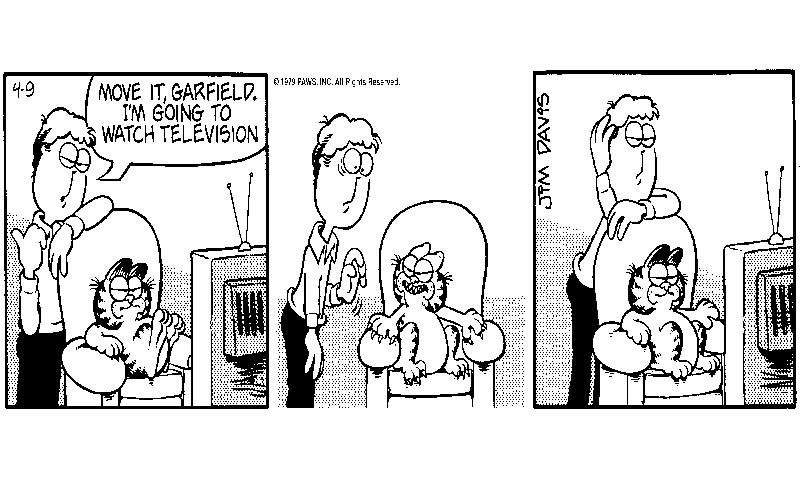 4-9
MOVE IT, GARFIELD.
I'M GOING TO
WATCH TELEVISION
© 1979 PAWS, INC. All Rights Reserved.
JIM DAVIS